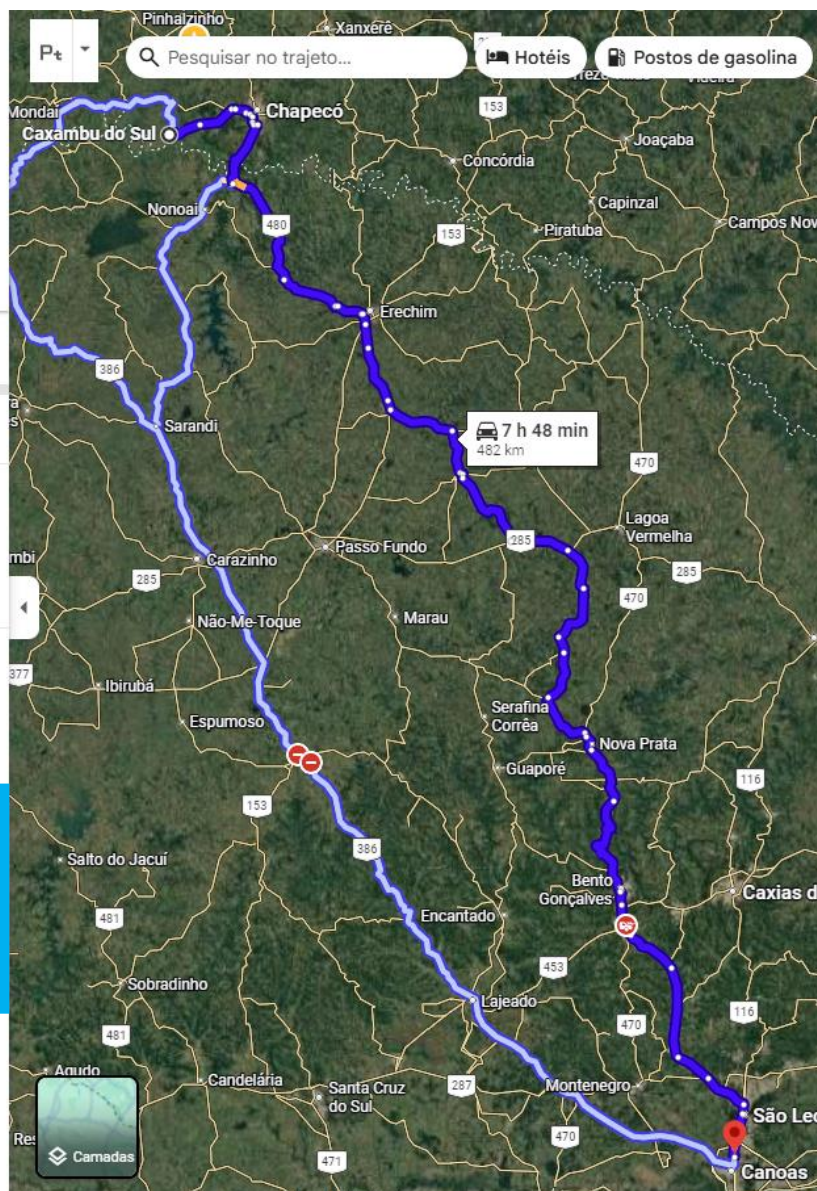 Pinhalzinho
Xanxerê
Pt
Pesquisar no trajeto...
Hotéis
Postos de gasolina
Mondaí
153
Chapecó
Caxambu do Sul
Joaçaba
Concórdia
Nonoai
Capinzal
480
153
Piratuba
Campos Nov
Erechim
386
Sarandi
7 h 48 min
482 km
470
Lagoa
Vermelha
285
Passo Fundo
Carazinho
285
285
470
Não-Me-Toque
Marau
377
Ibirubá
Serafina
Corrêa
Espumoso
Nova Prata
Guaporé
116
153
386
Salto do Jacuí
Bento
Gonçalves
Caxias d
481
Encantado
453
Sobradinho
Lajeado
116
481
470
Agudo
Candelária
287
Montenegro
Santa Cruz
do Sul
São Leo
Res
Camadas
470
471
Canoas